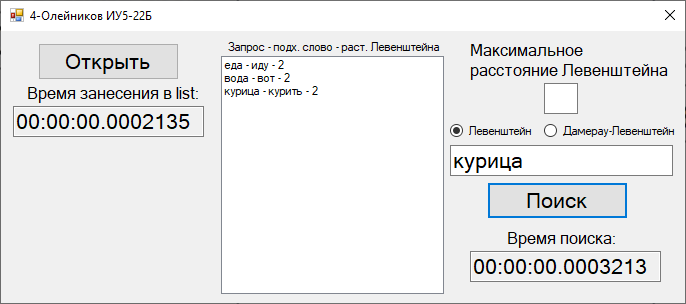 4-Олейников ИУ5-22Б
Открыть
Время занесения в list:
00:00:00.0002135
Запрос - подх. слово - раст. Левенштейна
еда - иду - 2
вода - вот - 2
курица - курить - 2
Максимальное
расстояние Левенштейна
Левенштейн
Дамерау-Левенштейн
курица
Поиск
Время поиска:
00:00:00.0003213